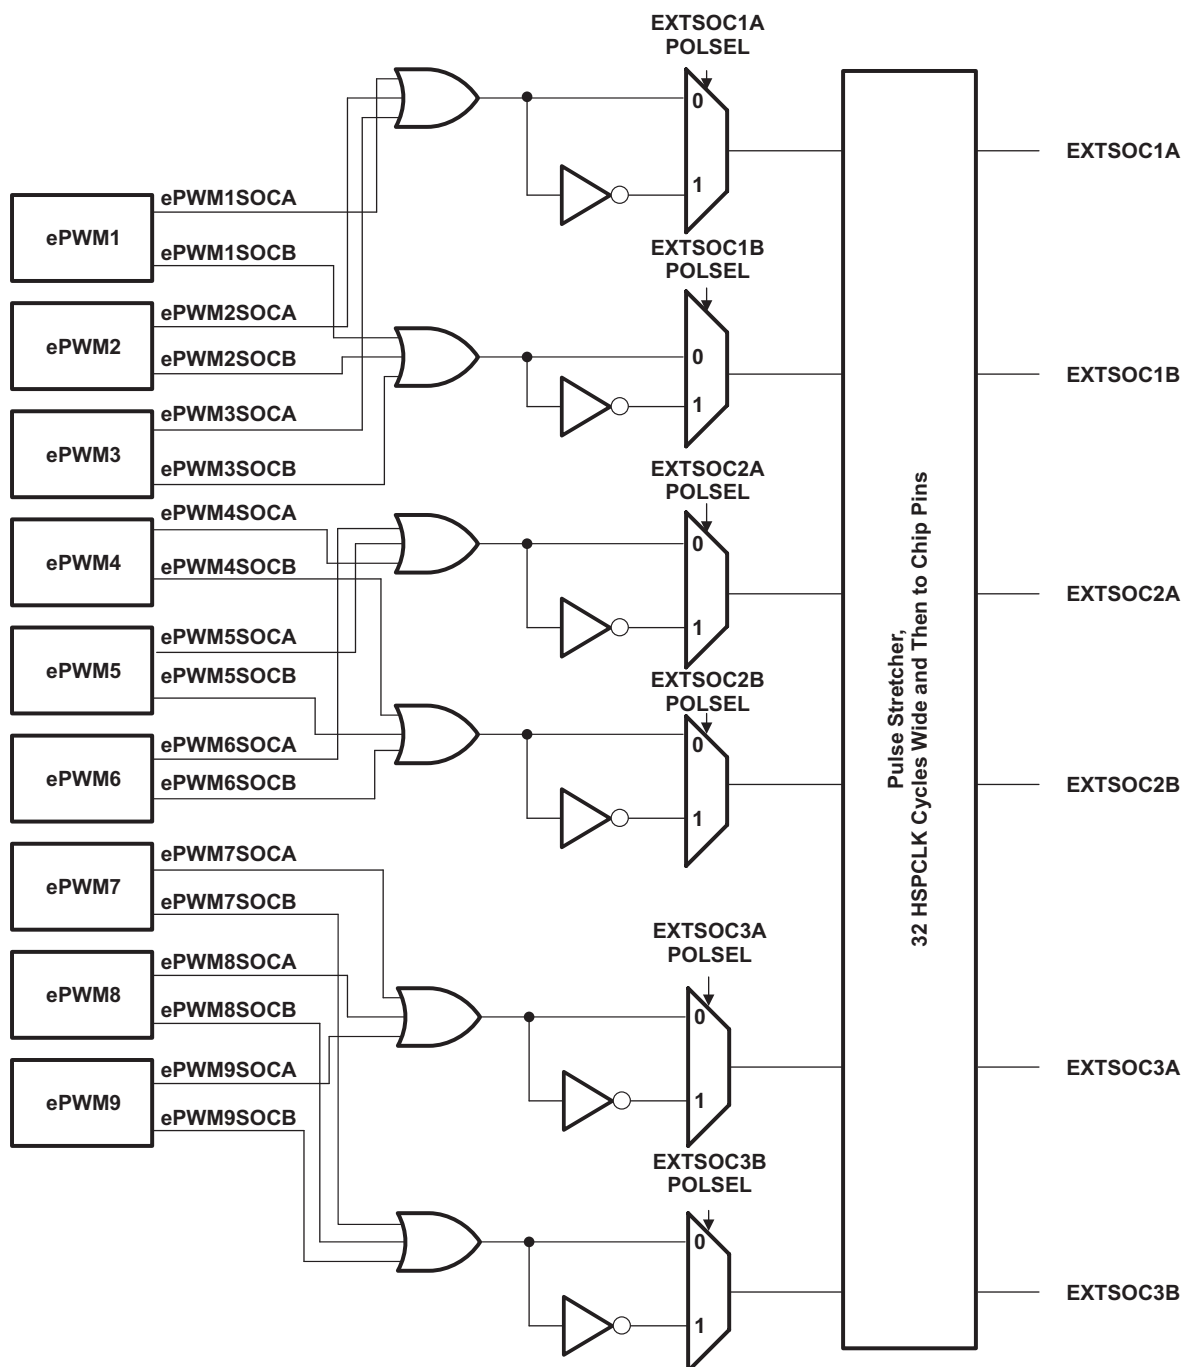 EXTSOC1A
POLSEL
0
1
EXTSOC1A
ePWM1
ePWM1SOCA
ePWM1SOCB
EXTSOC1B
POLSEL
0
1
EXTSOC1B
ePWM2
ePWM2SOCA
ePWM2SOCB
ePWM3
ePWM3SOCA
ePWM3SOCB
EXTSOC2A
POLSEL
0
1
EXTSOC2A
ePWM4
ePWM4SOCA
ePWM4SOCB
ePWM5
ePWM5SOCA
ePWM5SOCB
EXTSOC2B
POLSEL
0
1
EXTSOC2B
ePWM6
ePWM6SOCA
ePWM6SOCB
Pulse Stretcher,
32 HSPCLK Cycles Wide and Then to Chip Pins
ePWM7
ePWM7SOCA
ePWM7SOCB
EXTSOC3A
POLSEL
0
1
EXTSOC3A
ePWM8
ePWM8SOCA
ePWM8SOCB
ePWM9
ePWM9SOCA
ePWM9SOCB
EXTSOC3B
POLSEL
0
1
EXTSOC3B